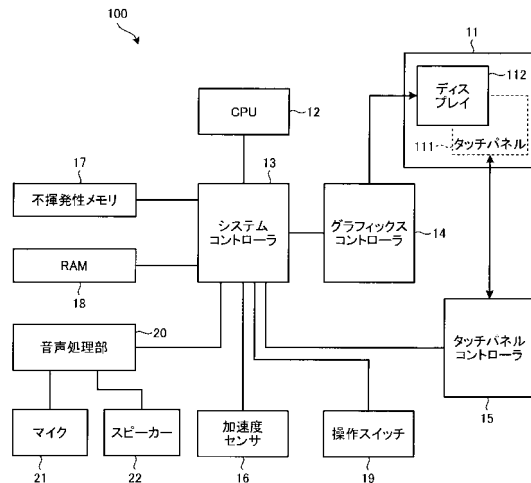 100
11
112
ディス
プレイ
111
タッチパネル
CPU
12
17
不揮発性メモリ
13
システム
コントローラ
グラフィックス
コントローラ
14
RAM
18
20
音声処理部
タッチパネル
コントローラ
15
マイク
21
スピーカー
22
加速度
センサ
16
操作スイッチ
19